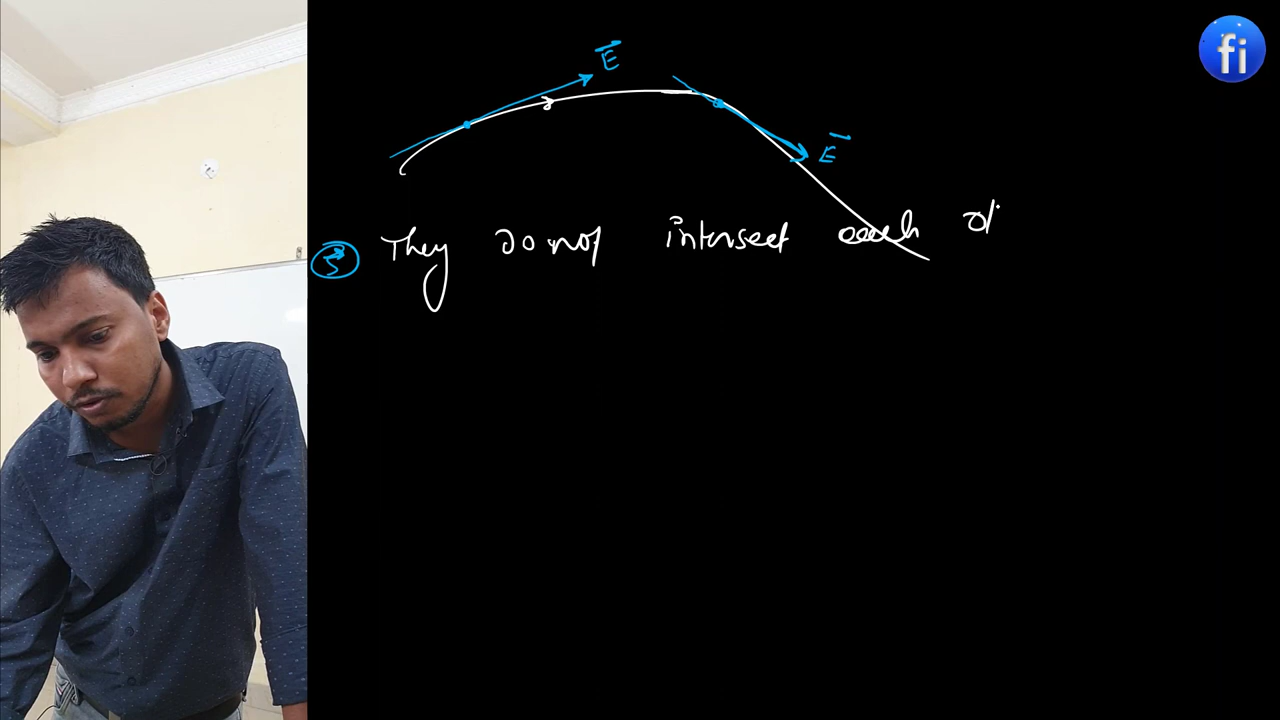 fi
E
E
③ They do not intersect each ot